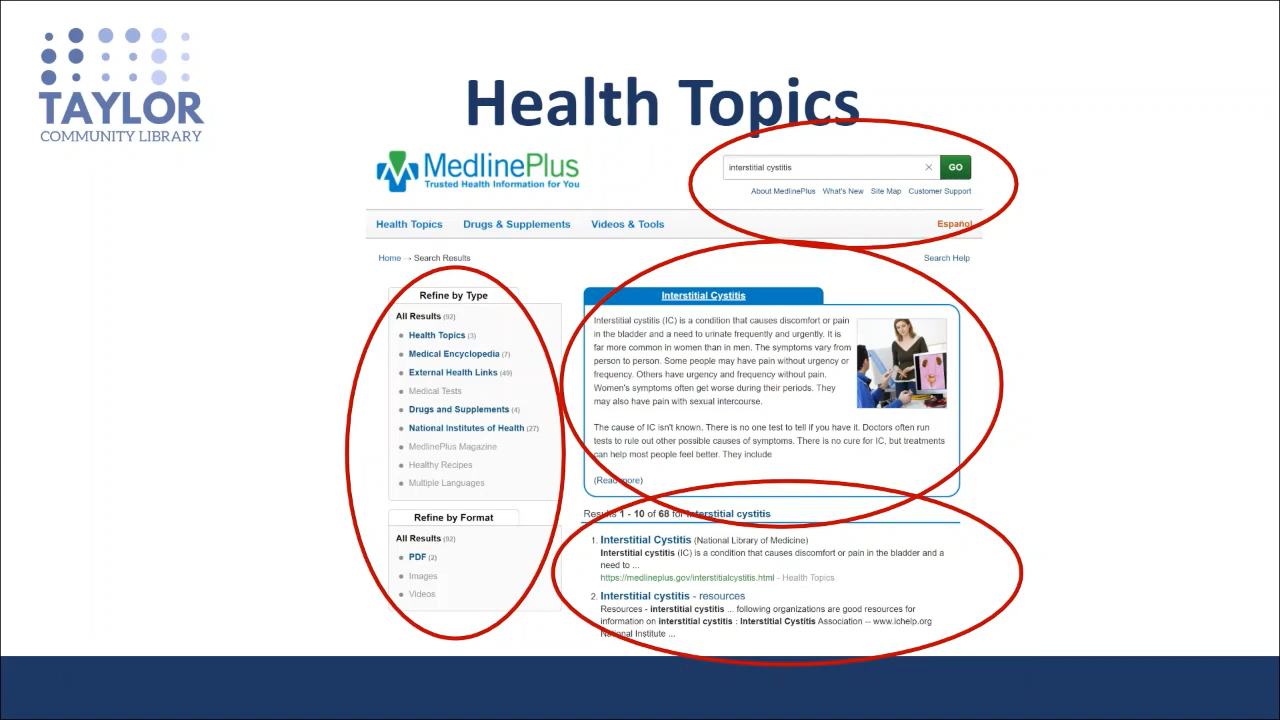 TAYLOR
COMMUNITY LIBRARY
Health Topics
MedlinePlus
Trusted Health Information for You
interstitial cystitis
GO
About MedlinePlus What's New Site Map Customer Support
Health Topics Drugs & Supplements Videos & Tools Español
Home → Search Results
Search Help
Refine by Type
All Results (92)
Health Topics (3)
Medical Encyclopedia (7)
External Health Links (49)
Medical Tests
Drugs and Supplements (4)
National Institutes of Health (27)
MedlinePlus Magazine
Healthy Recipes
Multiple Languages
Refine by Format
All Results (92)
PDF (2)
Images
Videos
Interstitial Cystitis
Interstitial cystitis (IC) is a condition that causes discomfort or pain
in the bladder and a need to urinate frequently and urgently. It is
far more common in women than in men. The symptoms vary from
person to person. Some people may have pain without urgency or
frequency. Others have urgency and frequency without pain.
Women's symptoms often get worse during their periods. They
may also have pain with sexual intercourse.
The cause of IC isn't known. There is no one test to tell if you have it. Doctors often run
tests to rule out other possible causes of symptoms. There is no cure for IC, but treatments
can help most people feel better. They include
(Read more)
Results 1 - 10 of 68 for interstitial cystitis
1. Interstitial Cystitis (National Library of Medicine)
Interstitial cystitis (IC) is a condition that causes discomfort or pain in the bladder and a
need to ...
https://medlineplus.gov/interstitialcystitis.html - Health Topics
2. Interstitial cystitis - resources
Resources - interstitial cystitis ... following organizations are good resources for
information on interstitial cystitis : Interstitial Cystitis Association -- www.ichelp.org
National Institute ...